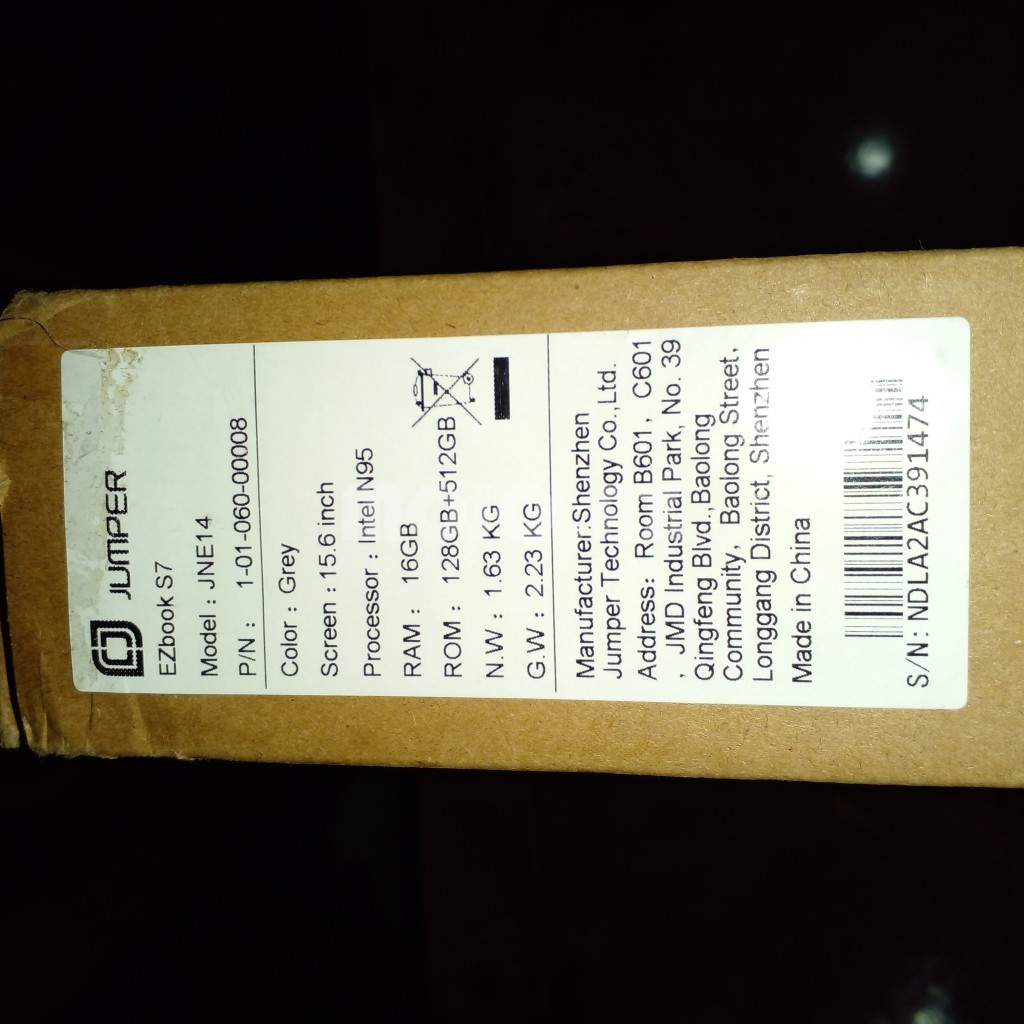 JUMPER
EZbook S7
Model : JNE14
P/N : 1-01-060-00008
Color : Grey
Screen : 15.6 inch
Processor : Intel N95
RAM : 16GB
ROM : 128GB+512GB
N.W : 1.63 KG
G.W : 2.23 KG
Manufacturer:Shenzhen
Jumper Technology Co.,Ltd.
Address: Room B601, C601
, JMD Industrial Park, No. 39
Qingfeng Blvd.,Baolong
Community, Baolong Street,
Longgang District, Shenzhen
Made in China
S/N: NDLA2AC391474